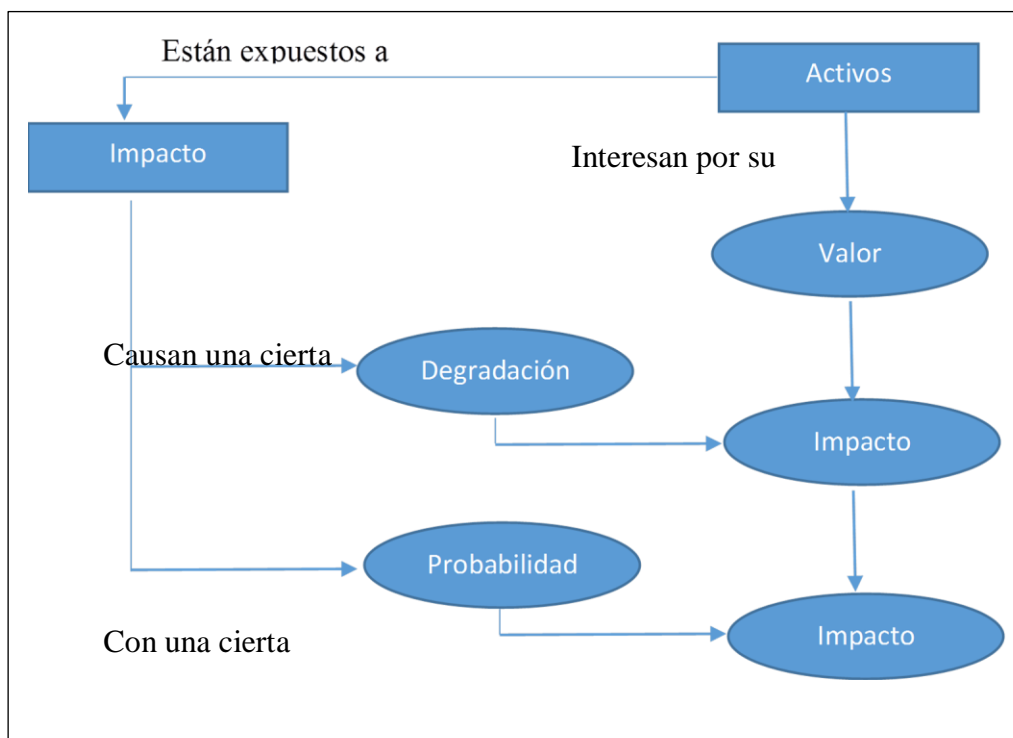 Están expuestos a
Activos
Impacto
Interesan por su
Valor
Causan una cierta
Degradación
Impacto
Probabilidad
Con una cierta
Impacto